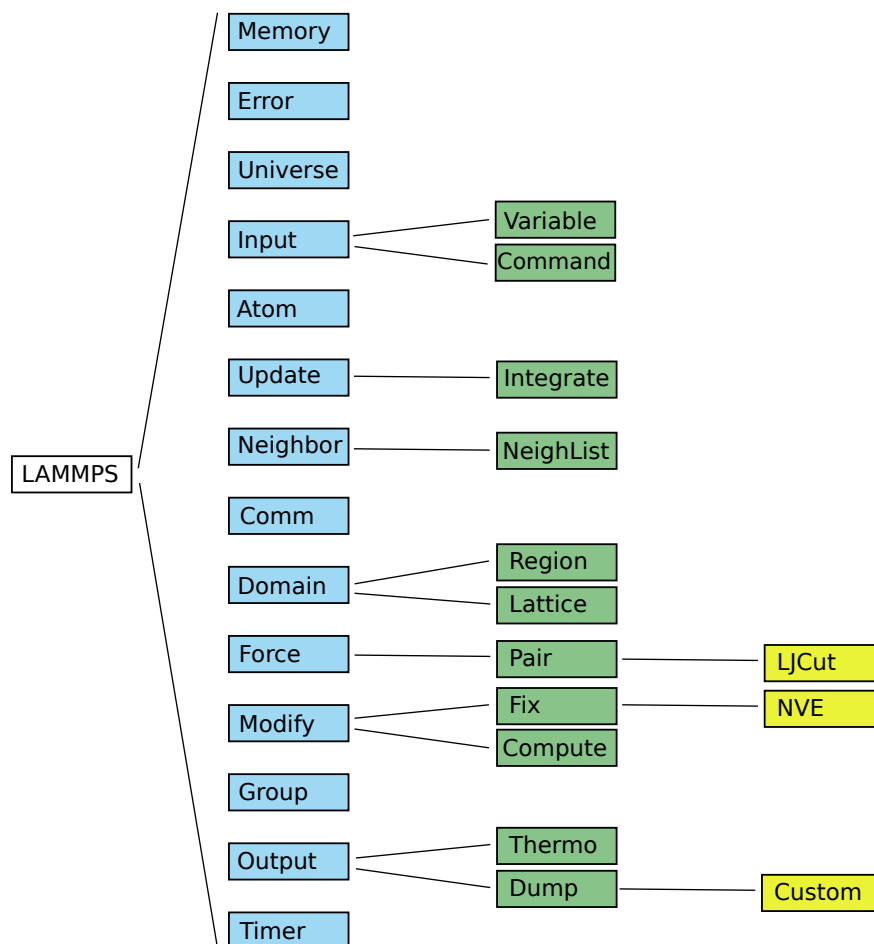 Memory
Error
Universe
Input
Variable
Command
Atom
Update
Integrate
Neighbor
NeighList
LAMMPS
Comm
Domain
Region
Lattice
Force
Pair
LJCut
Modify
Fix
NVE
Compute
Group
Output
Thermo
Dump
Custom
Timer